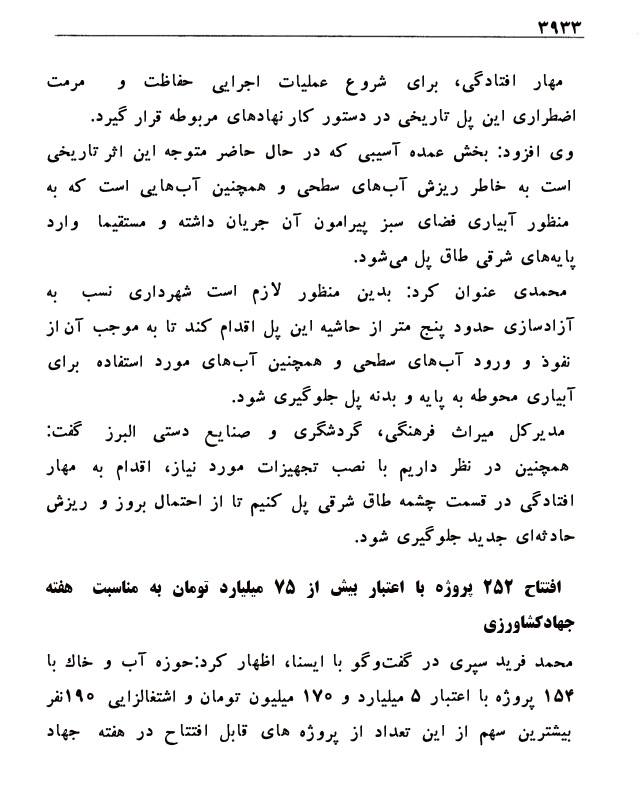 ۳۹۳۳
مهار افتادگی، برای شروع عملیات اجرایی حفاظت و مرمت
اضطراری این پل تاریخی در دستور کار نهادهای مربوطه قرار گیرد.
وی افزود: بخش عمده آسیبی که در حال حاضر متوجه این اثر تاریخی
است به خاطر ریزش آب‌های سطحی و همچنین آب‌هایی است که به
منظور آبیاری فضای سبز پیرامون آن جریان داشته و مستقیما وارد
پایه‌های شرقی طاق پل می‌شود.
محمدی عنوان کرد: بدین منظور لازم است شهرداری نسب به
آزادسازی حدود پنج متر از حاشیه این پل اقدام کند تا به موجب آن از
نفوذ و ورود آب‌های سطحی و همچنین آب‌های مورد استفاده برای
آبیاری محوطه به پایه و بدنه پل جلوگیری شود.
مدیرکل میراث فرهنگی، گردشگری و صنایع دستی البرز گفت:
همچنین در نظر داریم با نصب تجهیزات مورد نیاز، اقدام به مهار
افتادگی در قسمت چشمه طاق شرقی پل کنیم تا از احتمال بروز و ریزش
حادثه‌ای جدید جلوگیری شود.
افتتاح ۲۵۲ پروژه با اعتبار بیش از ۷۵ میلیارد تومان به مناسبت هفته
جهادکشاورزی
محمد فرید سپری در گفت‌وگو با ایسنا، اظهار کرد:حوزه آب و خاك با
۱۵۴ پروژه با اعتبار ۵ میلیارد و ۱۷۰ میلیون تومان و اشتغالزایی ۱۹۰نفر
بیشترین سهم از این تعداد از پروژه های قابل افتتاح در هفته جهاد